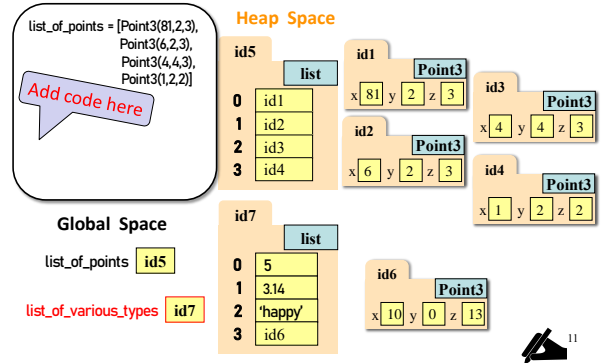 list_of_points = [Point3(81,2,3),
Point3(6,2,3),
Point3(4,4,3),
Point3(1,2,2)]
Add code here
Heap Space
id5
list
0 id1
1 id2
2 id3
3 id4
id1
Point3
x 81 y 2 z 3
id2
Point3
x 6 y 2 z 3
id3
Point3
x 4 y 4 z 3
id4
Point3
x 1 y 2 z 2
Global Space
list_of_points id5
list_of_various_types id7
id7
list
0 5
1 3.14
2 'happy'
3 id6
id6
x 10 y 0 z 13
11